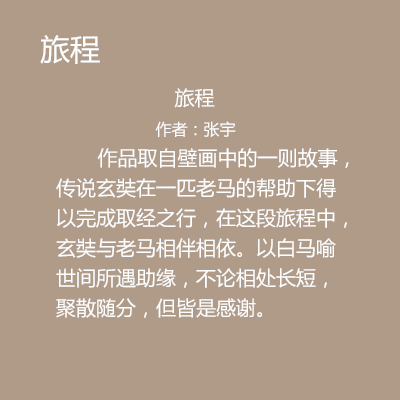 旅程
旅程
作者：张宇
作品取自壁画中的一则故事，
传说玄奘在一匹老马的帮助下得
以完成取经之行，在这段旅程中，
玄奘与老马相伴相依。以白马喻
世间所遇助缘，不论相处长短，
聚散随分，但皆是感谢。